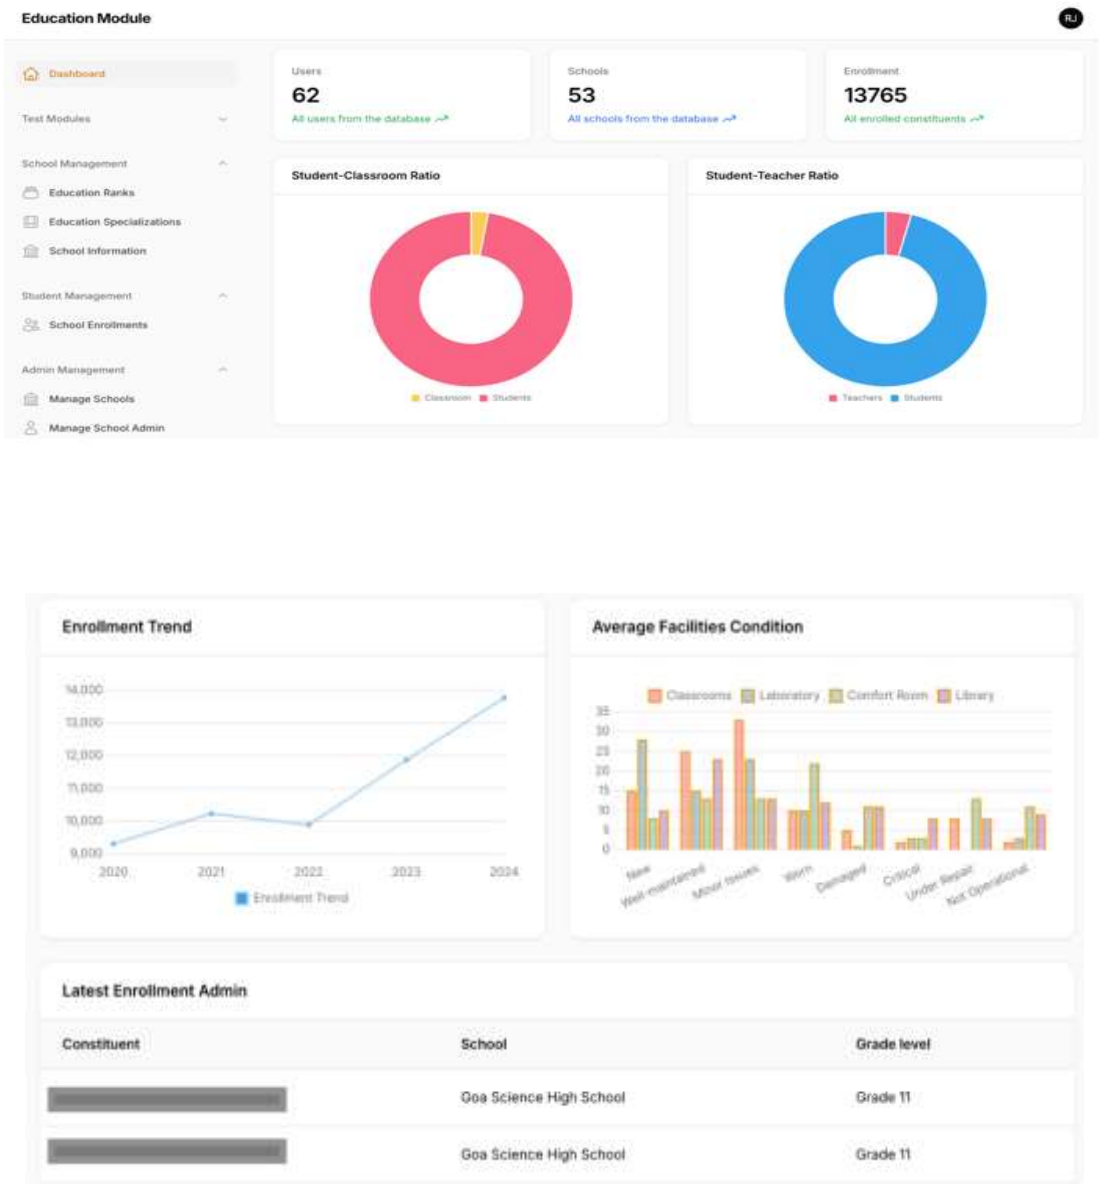 Education Module
RJ
Dashboard
Test Modules
School Management
Education Ranks
Education Specializations
School Information
Student Management
School Enrollments
Admin Management
Manage Schools
Manage School Admin
Users
62
All users from the database
Schools
53
All schools from the database
Enrollment
13765
All enrolled constituents
Student-Classroom Ratio
Classroom Students
Student-Teacher Ratio
Teachers Students
Enrollment Trend
14,000
13,000
12,000
11,000
10,000
9,000
2020 2021 2022 2023 2024
Enrollment Trend
Average Facilities Condition
Classrooms Laboratory Comfort Room Library
35
30
25
20
15
10
5
0
New Well-maintained Minor Issues Worn Damaged Critical Under Repair Not Operational
Latest Enrollment Admin
Constituent School Grade level
Goa Science High School Grade 11
Goa Science High School Grade 11